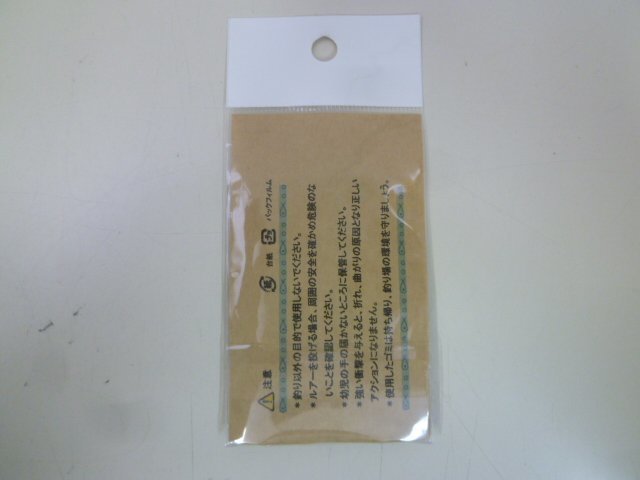 注意
紙 台紙 プラ パックフィルム
＊釣り以外の目的で使用しないでください。
＊ルアーを投げる場合、周囲の安全を確かめ危険のな
いことを確認してください。
＊幼児の手の届かないところに保管してください。
＊強い衝撃を与えると、折れ、曲がりの原因となり正しい
アクションになりません。
＊使用したゴミは持ち帰り、釣り場の環境を守りましょう。